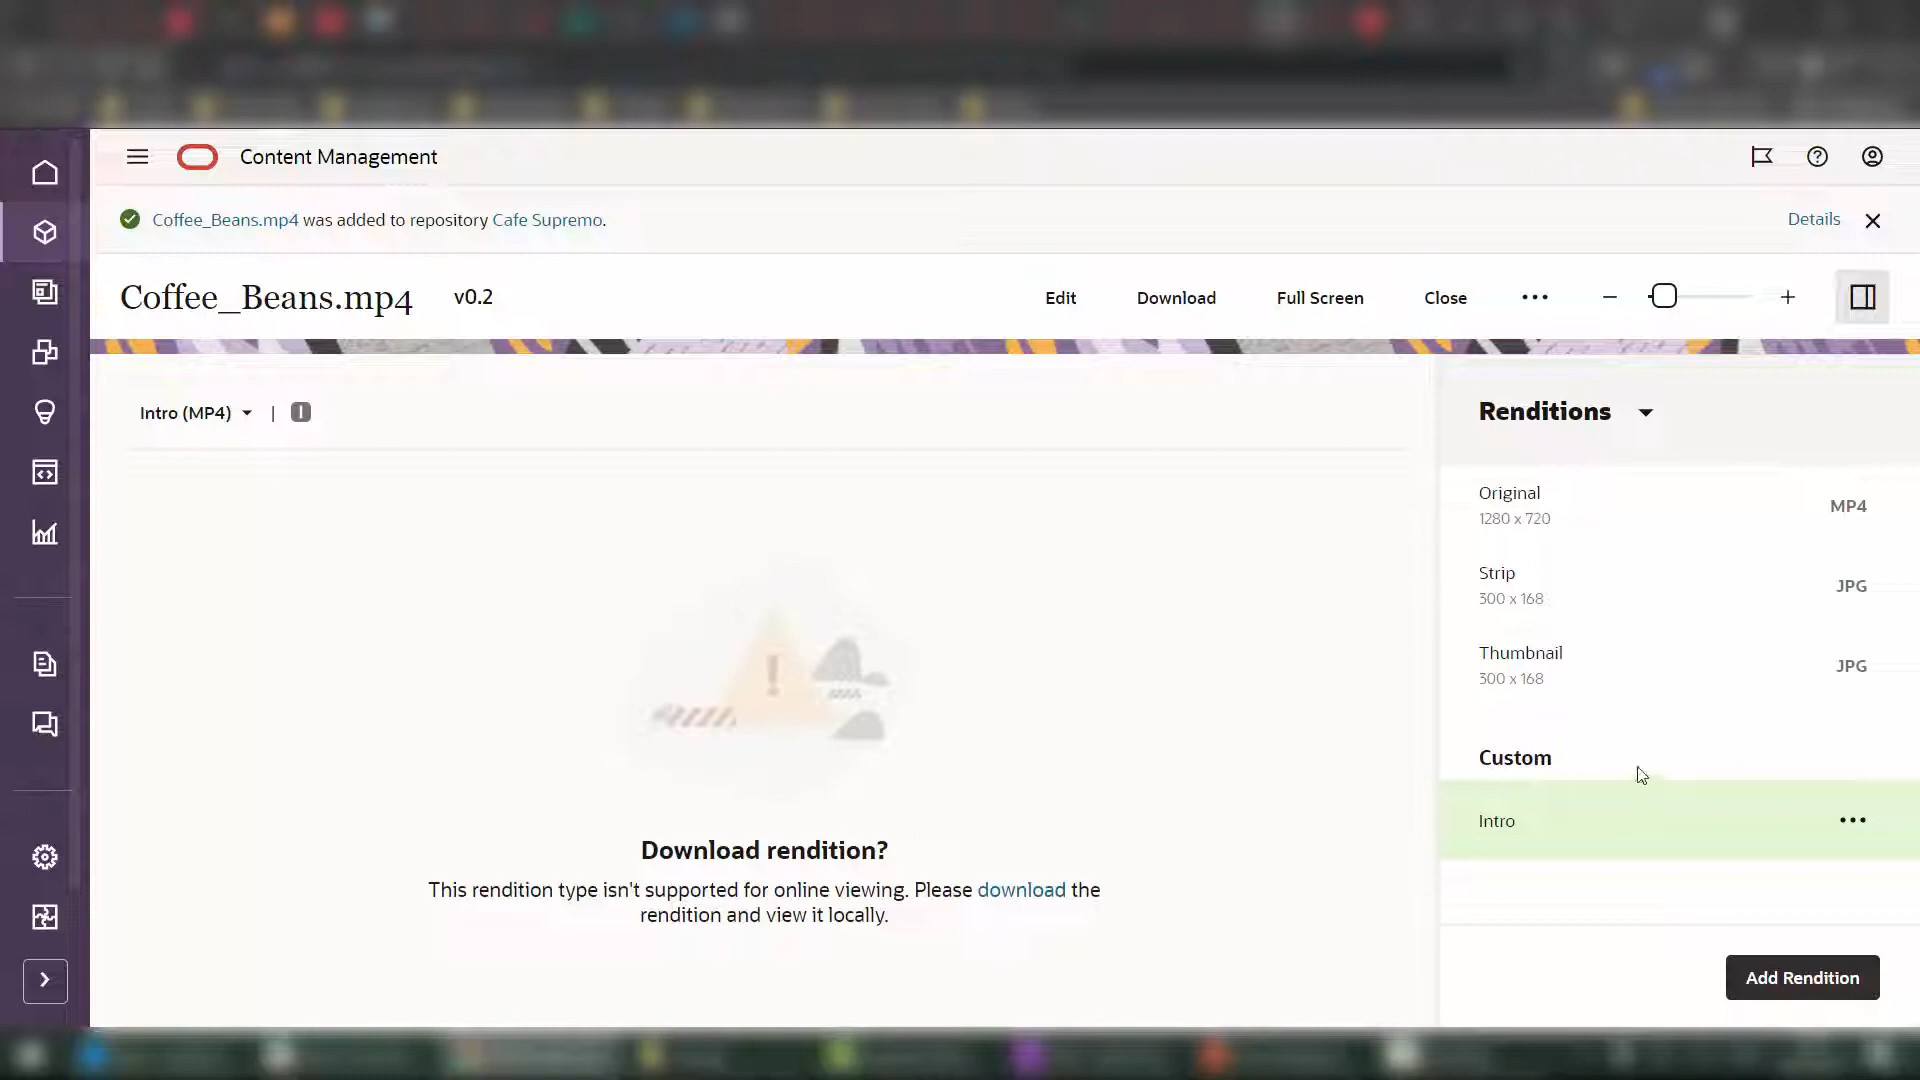 Content Management
Coffee_Beans.mp4 was added to repository Cafe Supremo.
Details
Coffee_Beans.mp4 v0.2
Edit Download Full Screen Close
Intro (MP4) | I
Renditions
Original
1280 x 720
MP4
Strip
300 x 168
JPG
Thumbnail
300 x 168
JPG
Custom
Intro
Download rendition?
This rendition type isn't supported for online viewing. Please download the
rendition and view it locally.
Add Rendition